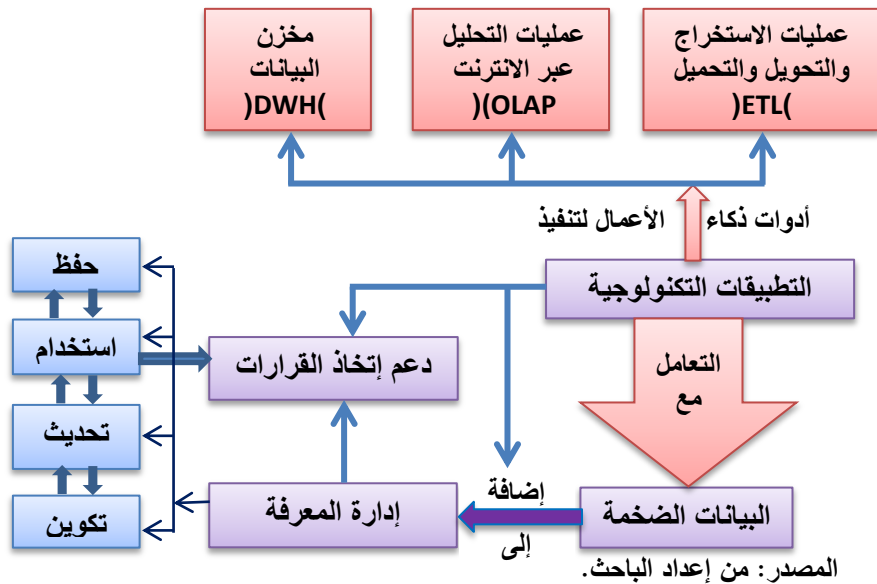 عمليات الاستخراج
والتحويل والتحميل
)ETL(
عمليات التحليل
عبر الانترنت
)(OLAP
مخزن
البيانات
)DWH(
أدوات ذكاء الأعمال لتنفيذ
التطبيقات التكنولوجية
التعامل
مع
حفظ
استخدام
تحديث
تكوين
دعم إتخاذ القرارات
إدارة المعرفة
إضافة
إلى
البيانات الضخمة
المصدر: من إعداد الباحث.